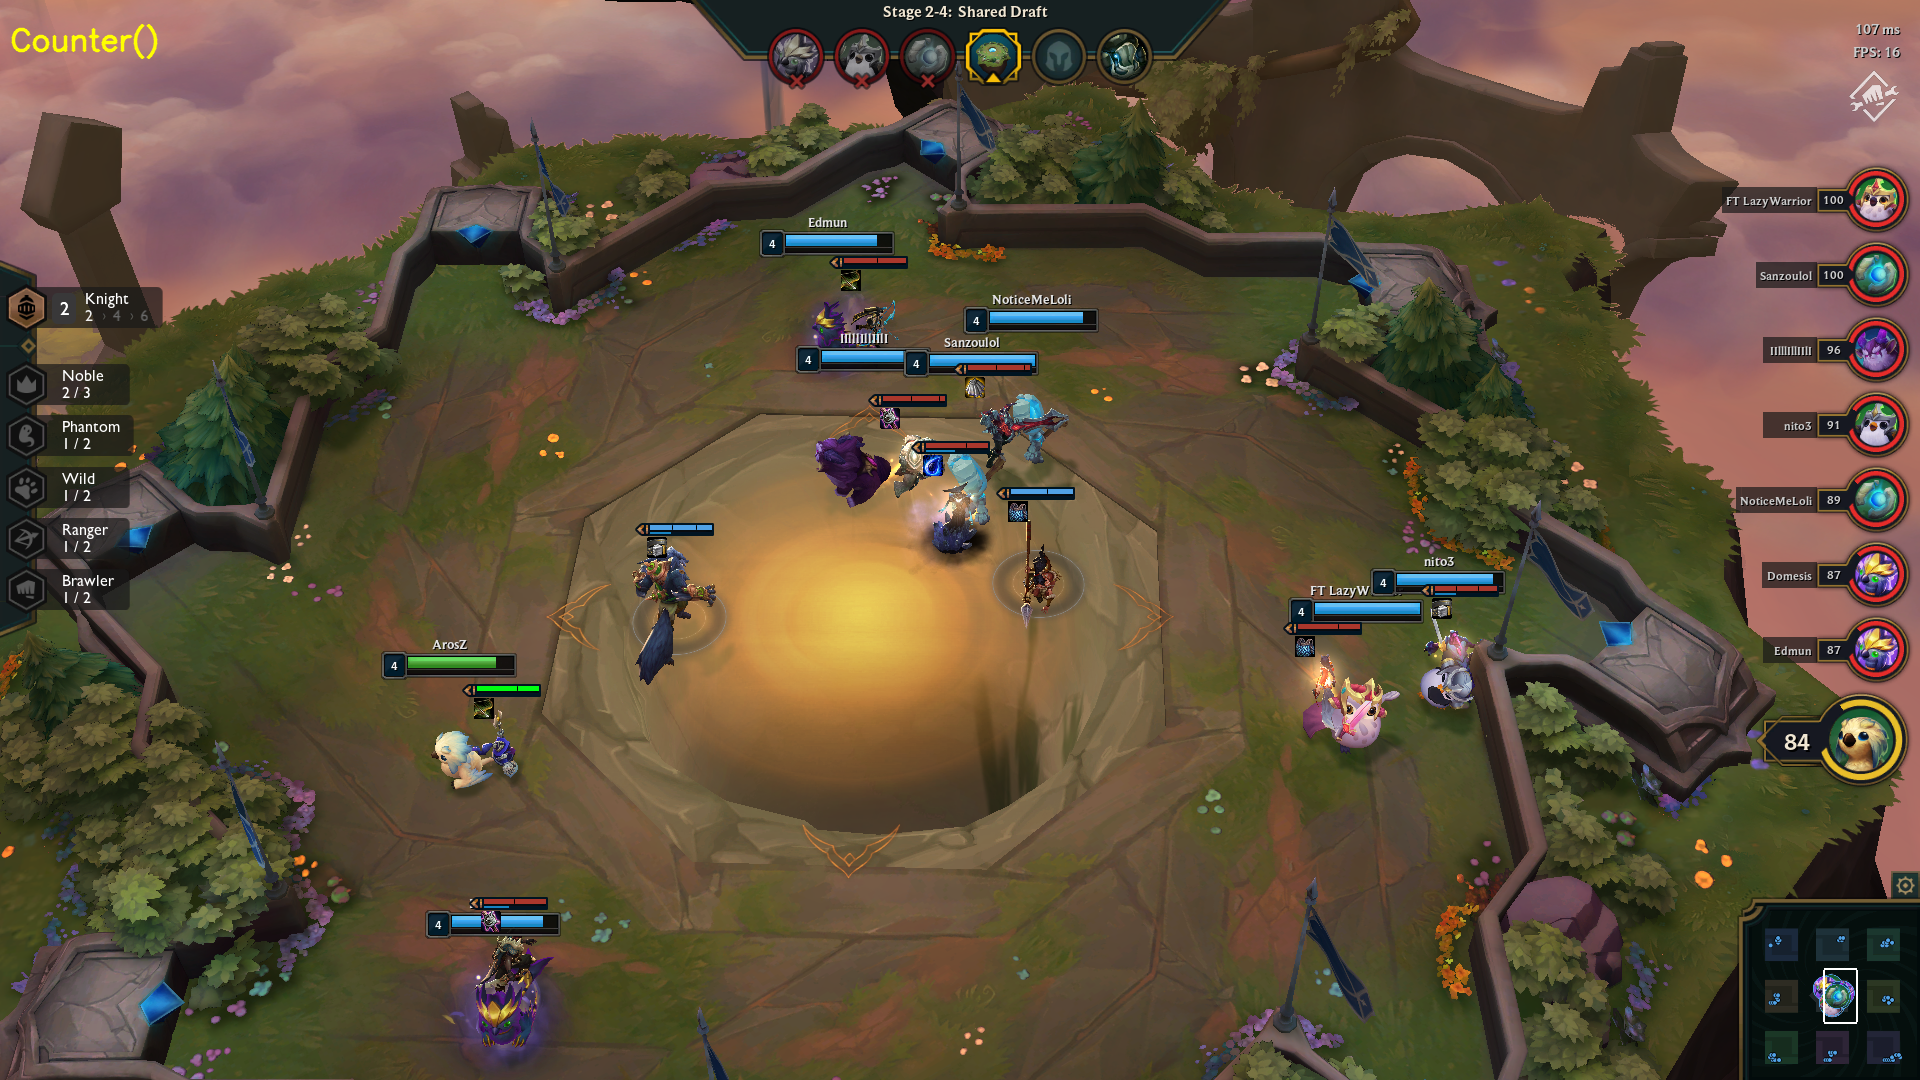 Stage 2-4: Shared Draft
Counter()
107 ms
FPS: 16
FT LazyWarrior 100
Sanzoulol 100
IIlIIlIlIIlI 96
nito3 91
NoticeMeLoli 89
Domesis 87
Edmun 87
84
2 Knight
2 › 4 › 6
Noble
2 / 3
Phantom
1 / 2
Wild
1 / 2
Ranger
1 / 2
Brawler
1 / 2
Edmun
4
NoticeMeLoli
4
4
Sanzoulol
4
nito3
4
FT LazyW
4
ArosZ
4
4